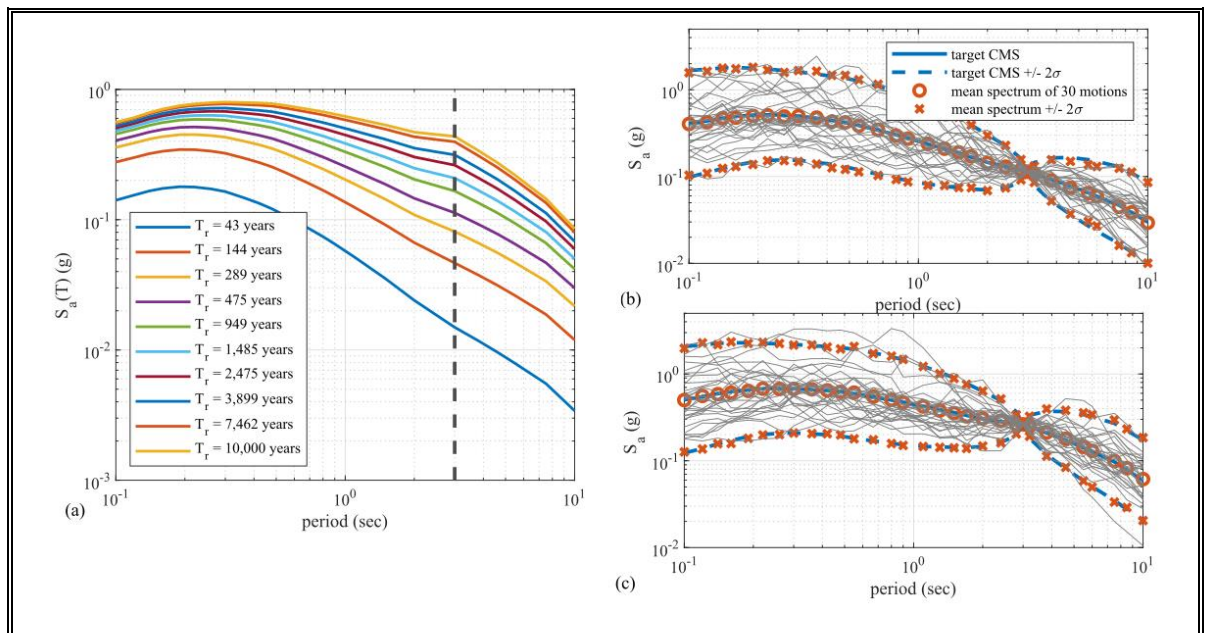 10^0
10^-1
10^-2
10^-3
S_a(T) (g)
T_r = 43 years
T_r = 144 years
T_r = 289 years
T_r = 475 years
T_r = 949 years
T_r = 1,485 years
T_r = 2,475 years
T_r = 3,899 years
T_r = 7,462 years
T_r = 10,000 years
10^-1
10^0
10^1
period (sec)
(a)
target CMS
target CMS +/- 2σ
mean spectrum of 30 motions
mean spectrum +/- 2σ
10^0
10^-1
10^-2
S_a (g)
10^-1
10^0
10^1
period (sec)
(b)
10^0
10^-1
10^-2
S_a (g)
10^-1
10^0
10^1
period (sec)
(c)